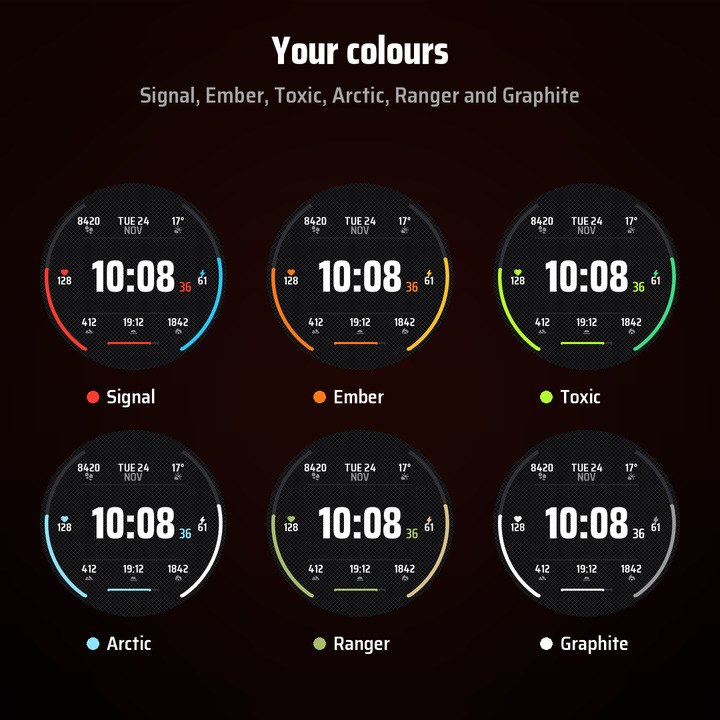 Your colours
Signal, Ember, Toxic, Arctic, Ranger and Graphite
8420 TUE 24 17°
NOV
128 10:08 36 61
412 19:12 1842
Signal
8420 TUE 24 17°
NOV
128 10:08 36 61
412 19:12 1842
Ember
8420 TUE 24 17°
NOV
128 10:08 36 61
412 19:12 1842
Toxic
8420 TUE 24 17°
NOV
128 10:08 36 61
412 19:12 1842
Arctic
8420 TUE 24 17°
NOV
128 10:08 36 61
412 19:12 1842
Ranger
8420 TUE 24 17°
NOV
128 10:08 36 61
412 19:12 1842
Graphite